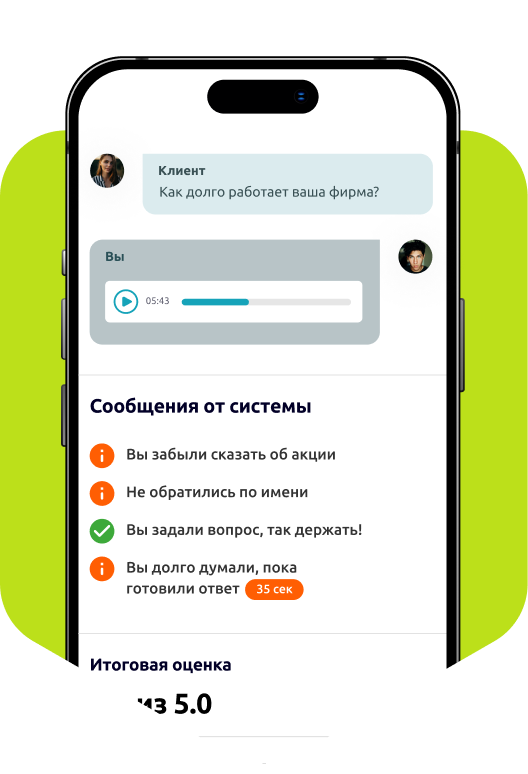 Клиент
Как долго работает ваша фирма?
Вы
05:43
Сообщения от системы
Вы забыли сказать об акции
Не обратились по имени
Вы задали вопрос, так держать!
Вы долго думали, пока
готовили ответ 35 сек
Итоговая оценка
из 5.0